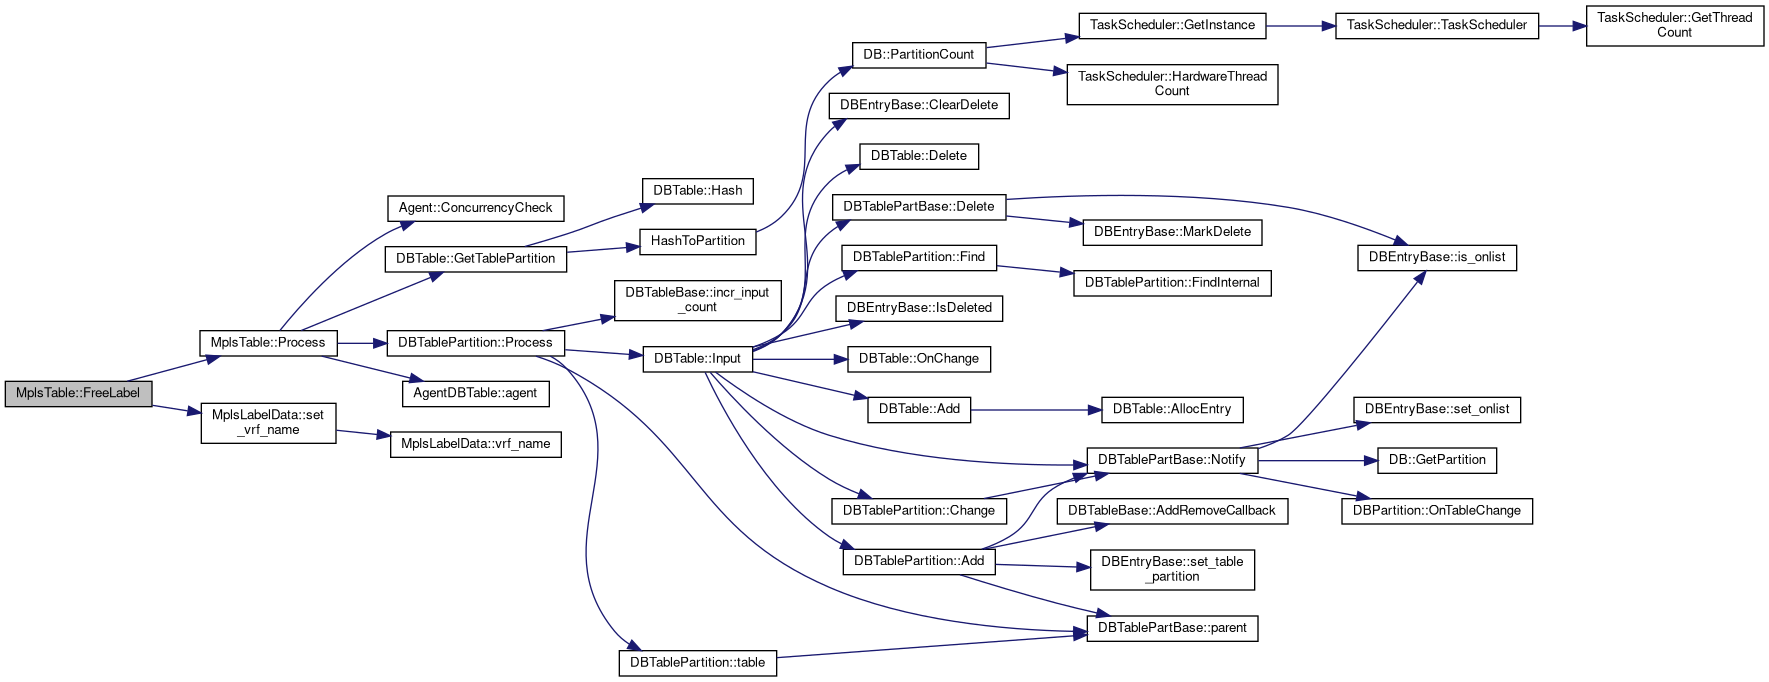 TaskScheduler::GetInstance
TaskScheduler::TaskScheduler
TaskScheduler::GetThread
Count
DB::PartitionCount
TaskScheduler::HardwareThread
Count
DBEntryBase::ClearDelete
DBTable::Delete
DBTable::Hash
Agent::ConcurrencyCheck
DBTablePartBase::Delete
DBEntryBase::MarkDelete
HashToPartition
DBTable::GetTablePartition
DBTablePartition::Find
DBEntryBase::is_onlist
DBTablePartition::FindInternal
DBTableBase::incr_input
_count
DBEntryBase::IsDeleted
MplsTable::Process
DBTablePartition::Process
DBTable::Input
DBTable::OnChange
MplsTable::FreeLabel
AgentDBTable::agent
DBTable::Add
DBTable::AllocEntry
DBEntryBase::set_onlist
MplsLabelData::set
_vrf_name
MplsLabelData::vrf_name
DBTablePartBase::Notify
DB::GetPartition
DBTablePartition::Change
DBTableBase::AddRemoveCallback
DBPartition::OnTableChange
DBTablePartition::Add
DBEntryBase::set_table
_partition
DBTablePartBase::parent
DBTablePartition::table